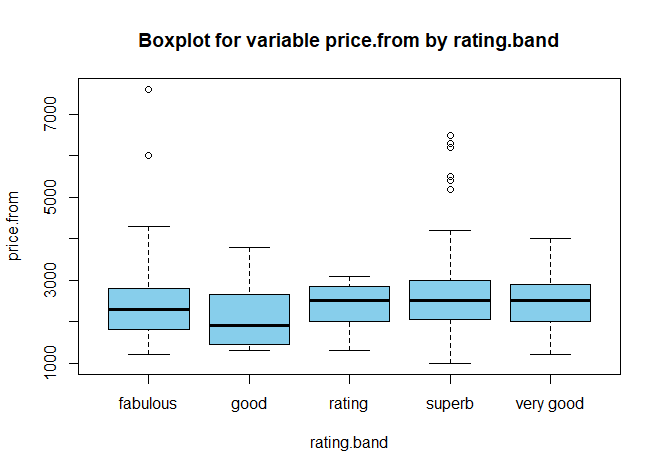 Boxplot for variable price.from by rating.band
price.from
7000
5000
3000
1000
fabulous good rating superb very good
rating.band